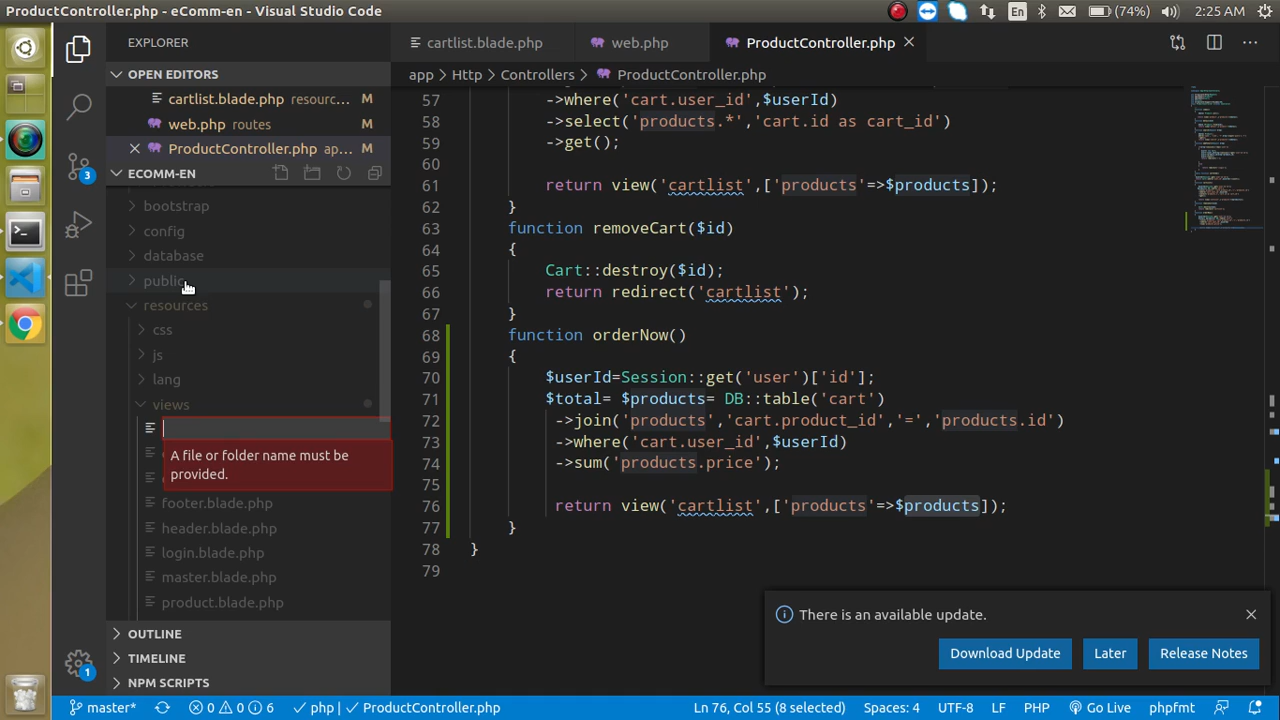 ProductController.php - eComm-en - Visual Studio Code
En
(74%)
2:25 AM
EXPLORER
OPEN EDITORS
cartlist.blade.php resourc... M
web.php routes M
ProductController.php ap... M
ECOMM-EN
bootstrap
config
database
public
resources
css
js
lang
views
A file or folder name must be
provided.
footer.blade.php
header.blade.php
login.blade.php
master.blade.php
product.blade.php
OUTLINE
TIMELINE
NPM SCRIPTS
3
1
cartlist.blade.php
web.php
ProductController.php
app > Http > Controllers > ProductController.php
57 ->where('cart.user_id',$userId)
58 ->select('products.*','cart.id as cart_id')
59 ->get();
60
61 return view('cartlist',['products'=>$products]);
62 }
63 function removeCart($id)
64 {
65 Cart::destroy($id);
66 return redirect('cartlist');
67 }
68 function orderNow()
69 {
70 $userId=Session::get('user')['id'];
71 $total= $products= DB::table('cart')
72 ->join('products','cart.product_id','=','products.id')
73 ->where('cart.user_id',$userId)
74 ->sum('products.price');
75
76 return view('cartlist',['products'=>$products]);
77 }
78 }
79
There is an available update.
Download Update
Later
Release Notes
master*
0 0 6
php
ProductController.php
Ln 76, Col 55 (8 selected)
Spaces: 4
UTF-8
LF
PHP
Go Live
phpfmt